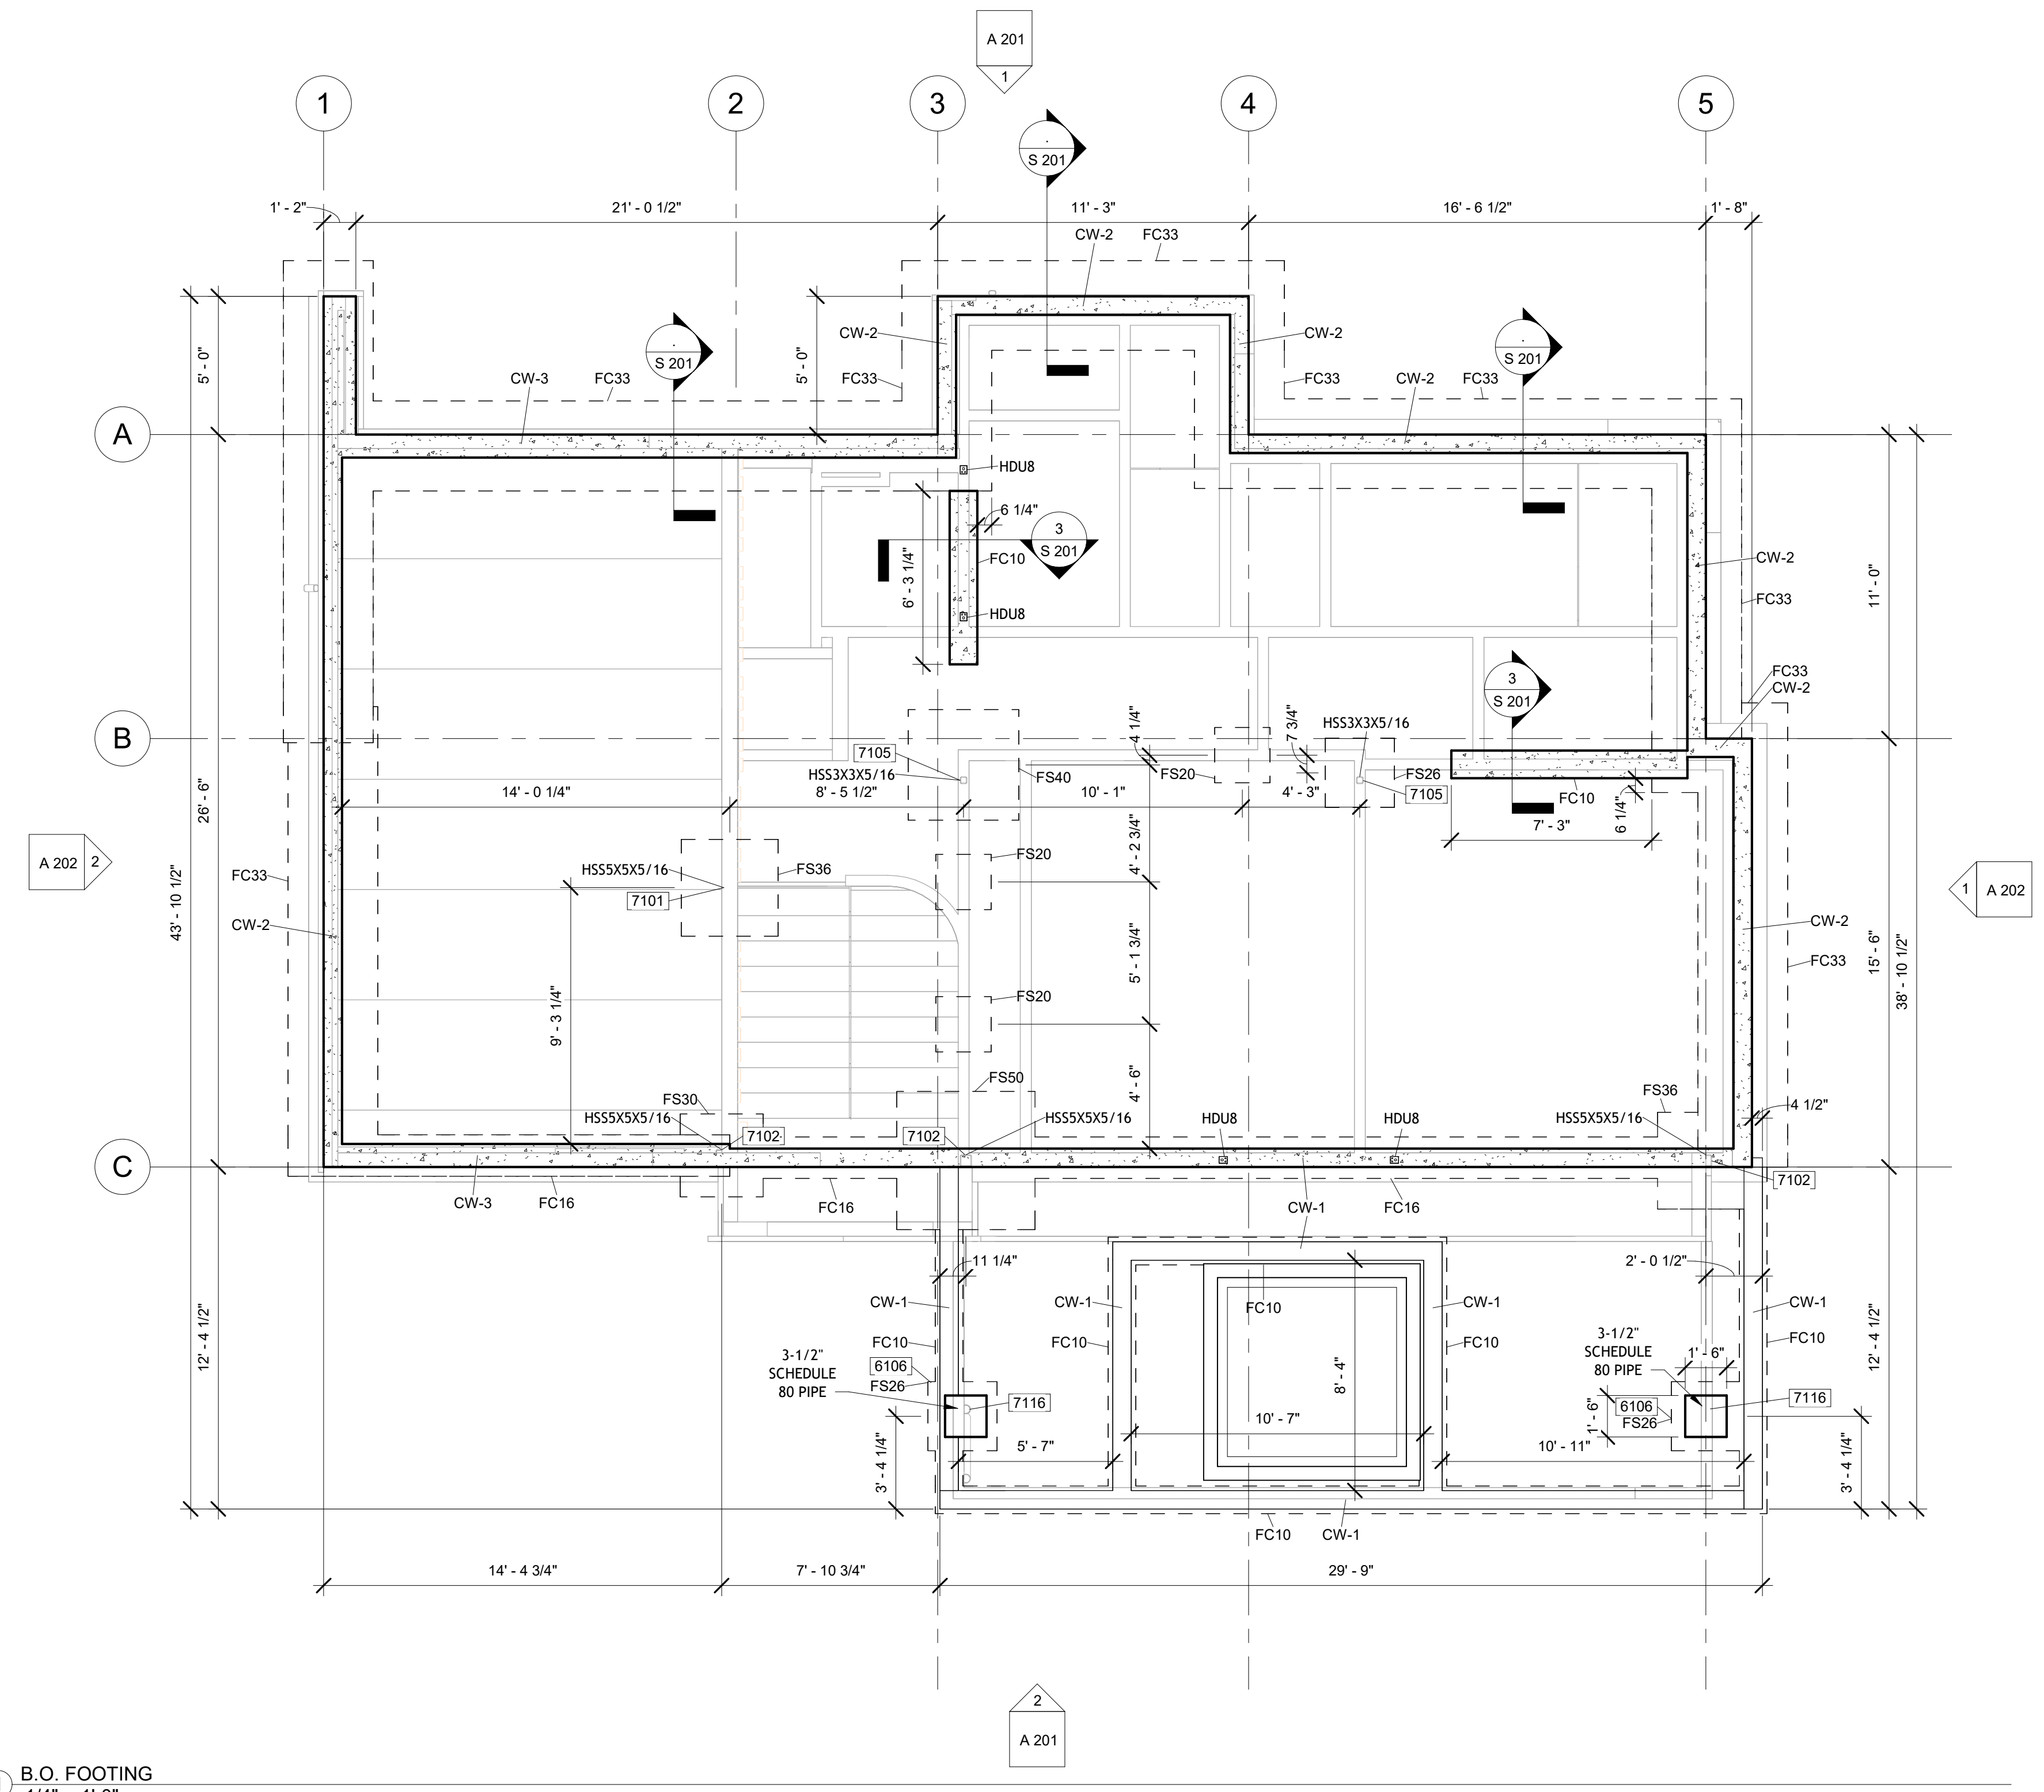 A 201
1
1
2
3
4
5
.
S 201
1' - 2"
21' - 0 1/2"
11' - 3"
16' - 6 1/2"
1' - 8"
CW-2
FC33
5' - 0"
5' - 0"
.
S 201
CW-2
CW-2
.
S 201
CW-3
FC33
FC33
FC33
CW-2
FC33
A
HDU8
6 1/4"
3
S 201
FC10
6' - 3 1/4"
HDU8
CW-2
FC33
11' - 0"
FC33
CW-2
3
S 201
B
7105
HSS3X3X5/16
FS40
4 1/4"
FS20
7 3/4"
HSS3X3X5/16
FS26
7105
FC10
6 1/4"
7' - 3"
14' - 0 1/4"
8' - 5 1/2"
10' - 1"
4' - 3"
26' - 6"
43' - 10 1/2"
A 202
2
FC33
CW-2
HSS5X5X5/16
7101
FS36
FS20
4' - 2 3/4"
5' - 1 3/4"
FS20
4' - 6"
9' - 3 1/4"
CW-2
FC33
15' - 6"
38' - 10 1/2"
1
A 202
FS50
FS30
HSS5X5X5/16
7102
7102
HSS5X5X5/16
HDU8
HDU8
HSS5X5X5/16
FS36
4 1/2"
7102
C
CW-3
FC16
FC16
CW-1
FC16
11 1/4"
2' - 0 1/2"
CW-1
CW-1
FC10
CW-1
CW-1
FC10
FC10
FC10
FC10
12' - 4 1/2"
12' - 4 1/2"
3-1/2"
SCHEDULE
80 PIPE
6106
FS26
7116
3-1/2"
SCHEDULE
80 PIPE
1' - 6"
1' - 6"
6106
FS26
7116
8' - 4"
10' - 7"
5' - 7"
10' - 11"
3' - 4 1/4"
3' - 4 1/4"
FC10
CW-1
14' - 4 3/4"
7' - 10 3/4"
29' - 9"
2
A 201
B.O. FOOTING